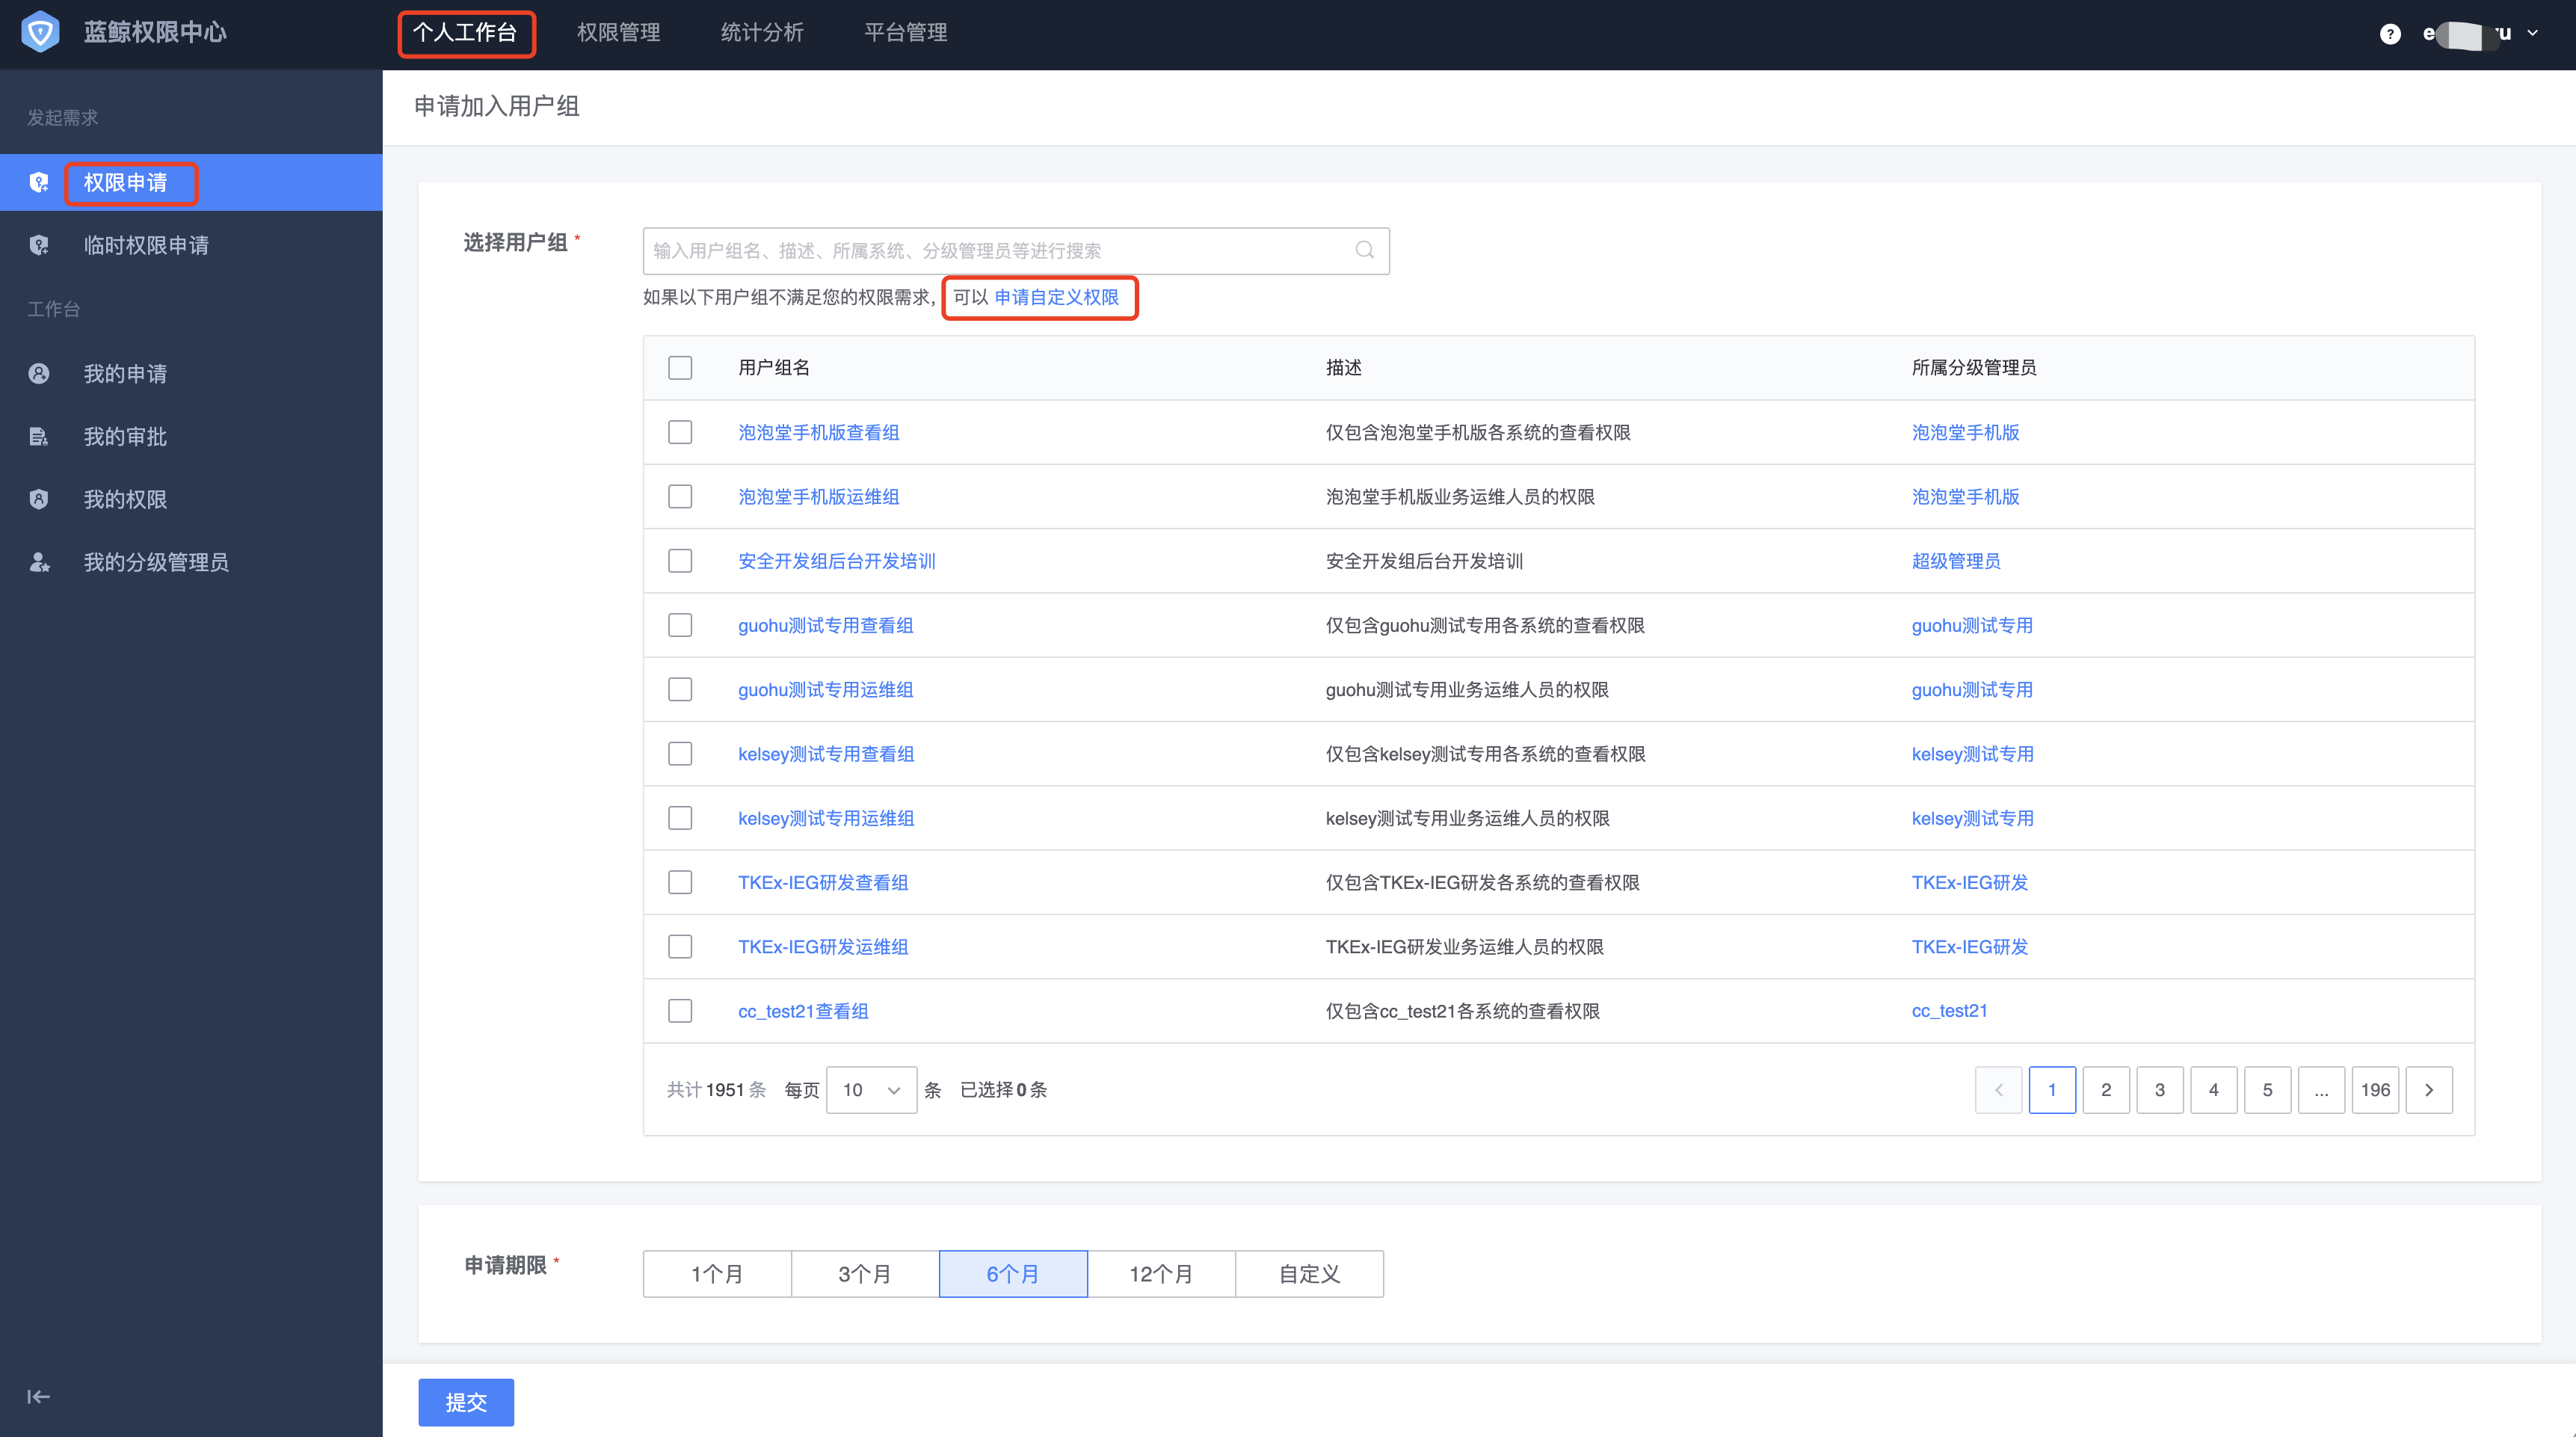 蓝鲸权限中心
个人工作台 权限管理 统计分析 平台管理
发起需求
权限申请
临时权限申请
工作台
我的申请
我的审批
我的权限
我的分级管理员
申请加入用户组
选择用户组 *
输入用户组名、描述、所属系统、分级管理员等进行搜索
如果以下用户组不满足您的权限需求, 可以 申请自定义权限
用户组名 描述 所属分级管理员
泡泡堂手机版查看组 仅包含泡泡堂手机版各系统的查看权限 泡泡堂手机版
泡泡堂手机版运维组 泡泡堂手机版业务运维人员的权限 泡泡堂手机版
安全开发组后台开发培训 安全开发组后台开发培训 超级管理员
guohu测试专用查看组 仅包含guohu测试专用各系统的查看权限 guohu测试专用
guohu测试专用运维组 guohu测试专用业务运维人员的权限 guohu测试专用
kelsey测试专用查看组 仅包含kelsey测试专用各系统的查看权限 kelsey测试专用
kelsey测试专用运维组 kelsey测试专用业务运维人员的权限 kelsey测试专用
TKEx-IEG研发查看组 仅包含TKEx-IEG研发各系统的查看权限 TKEx-IEG研发
TKEx-IEG研发运维组 TKEx-IEG研发业务运维人员的权限 TKEx-IEG研发
cc_test21查看组 仅包含cc_test21各系统的查看权限 cc_test21
共计 1951 条 每页 10 条 已选择 0 条 1 2 3 4 5 ... 196
申请期限 *
1个月 3个月 6个月 12个月 自定义
提交